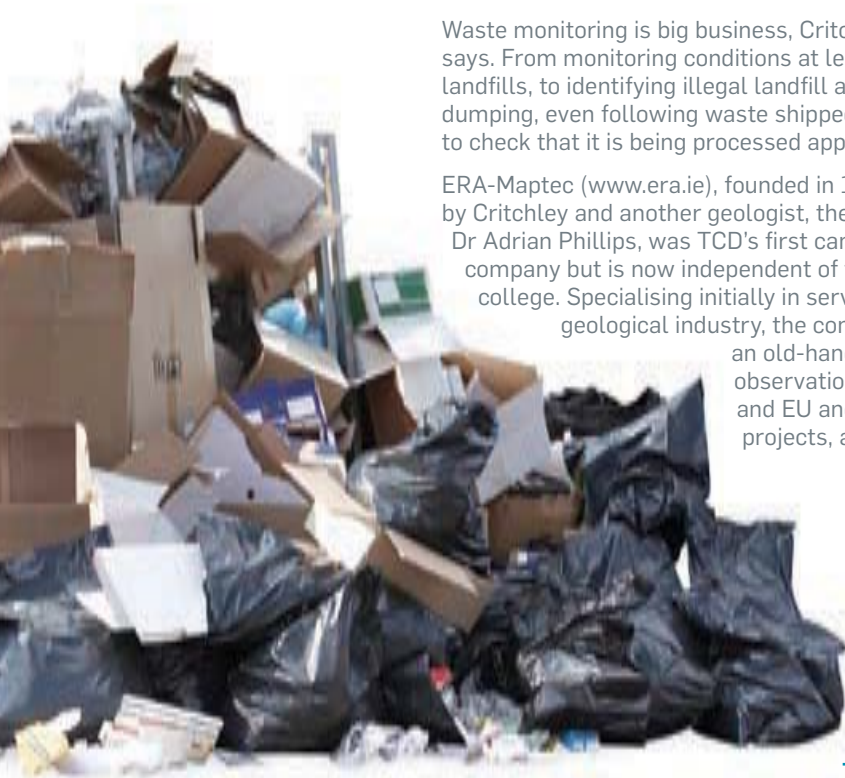 Waste monitoring is big business, Critc
says. From monitoring conditions at le
landfills, to identifying illegal landfill a
dumping, even following waste shipped
to check that it is being processed app
ERA-Maptec (www.era.ie), founded in 1
by Critchley and another geologist, the
Dr Adrian Phillips, was TCD’s first cam
company but is now independent of
college. Specialising initially in serv
geological industry, the con
an old-han
observatio
and EU an
projects, a